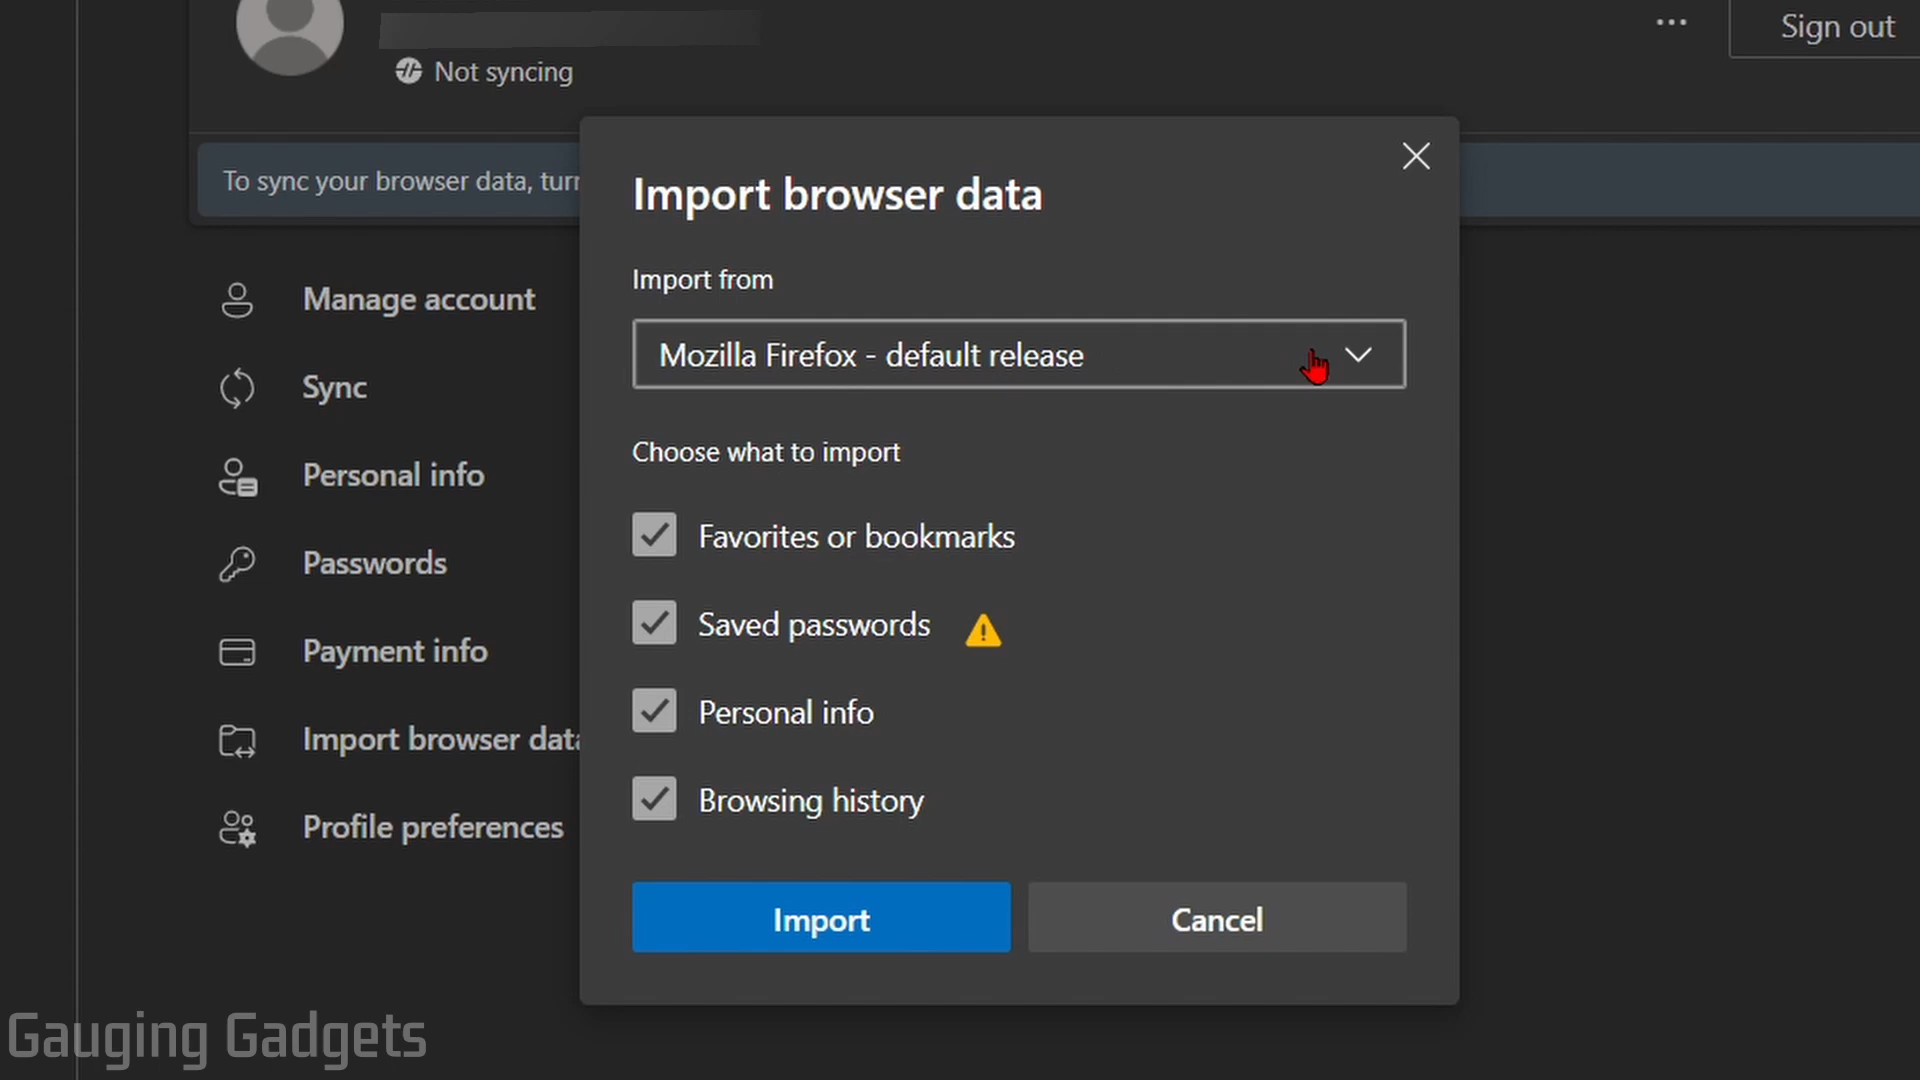 Sign out
Not syncing
To sync your browser data, turn
Import browser data
Import from
Manage account
Mozilla Firefox - default release
Sync
Choose what to import
Personal info
Favorites or bookmarks
Passwords
Saved passwords
Payment info
Personal info
Import browser data
Browsing history
Profile preferences
Import
Cancel
Gauging Gadgets